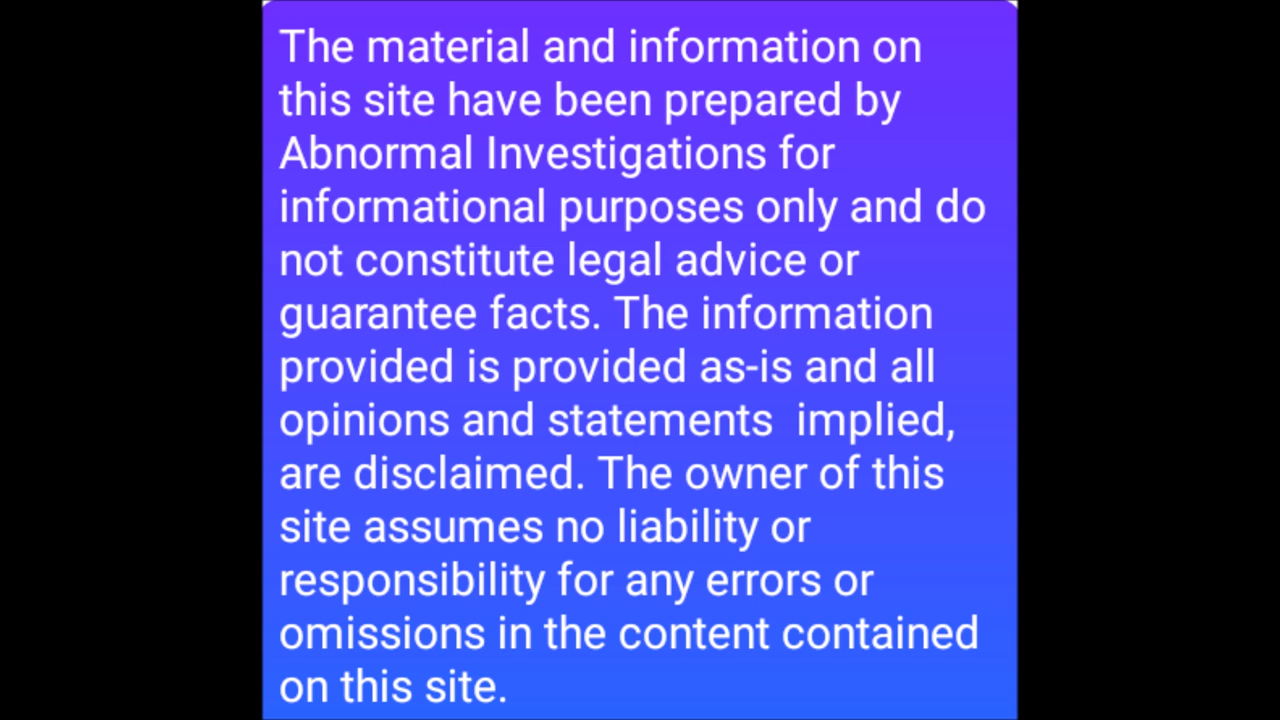 The material and information on
this site have been prepared by
Abnormal Investigations for
informational purposes only and do
not constitute legal advice or
guarantee facts. The information
provided is provided as-is and all
opinions and statements  implied,
are disclaimed. The owner of this
site assumes no liability or
responsibility for any errors or
omissions in the content contained
on this site.